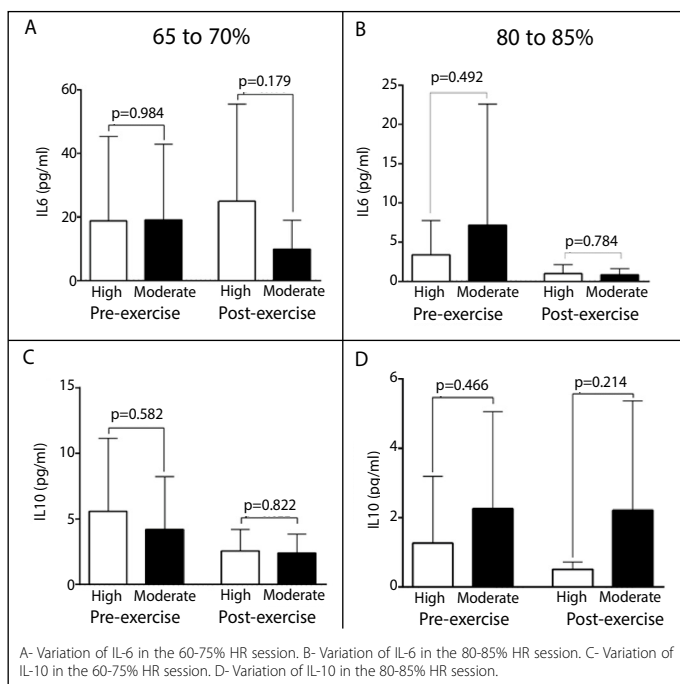 A
65 to 70%
60
40
20
0
IL6 (pg/ml)
p=0.984
p=0.179
High
Moderate
High
Moderate
Pre-exercise
Post-exercise
B
80 to 85%
25
20
15
10
5
0
IL6 (pg/ml)
p=0.492
p=0.784
High
Moderate
High
Moderate
Pre-exercise
Post-exercise
C
15
10
5
0
IL10 (pg/ml)
p=0.582
p=0.822
High
Moderate
High
Moderate
Pre-exercise
Post-exercise
D
6
4
2
0
IL10 (pg/ml)
p=0.466
p=0.214
High
Moderate
High
Moderate
Pre-exercise
Post-exercise
A- Variation of IL-6 in the 60-75% HR session. B- Variation of IL-6 in the 80-85% HR session. C- Variation of
IL-10 in the 60-75% HR session. D- Variation of IL-10 in the 80-85% HR session.